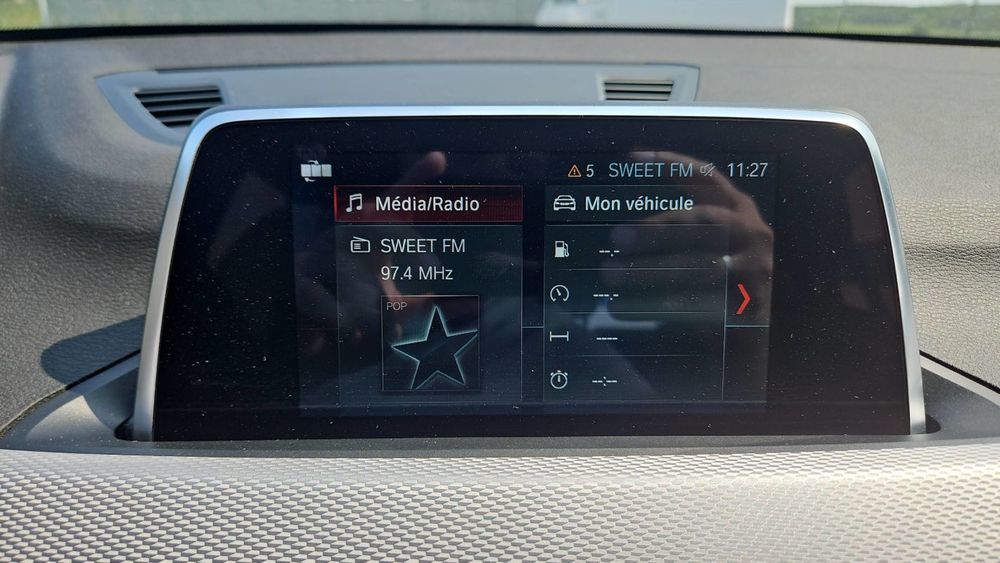 5 SWEET FM 11:27
Média/Radio
SWEET FM
97.4 MHz
POP
Mon véhicule
--.-
---.-
----
--:--